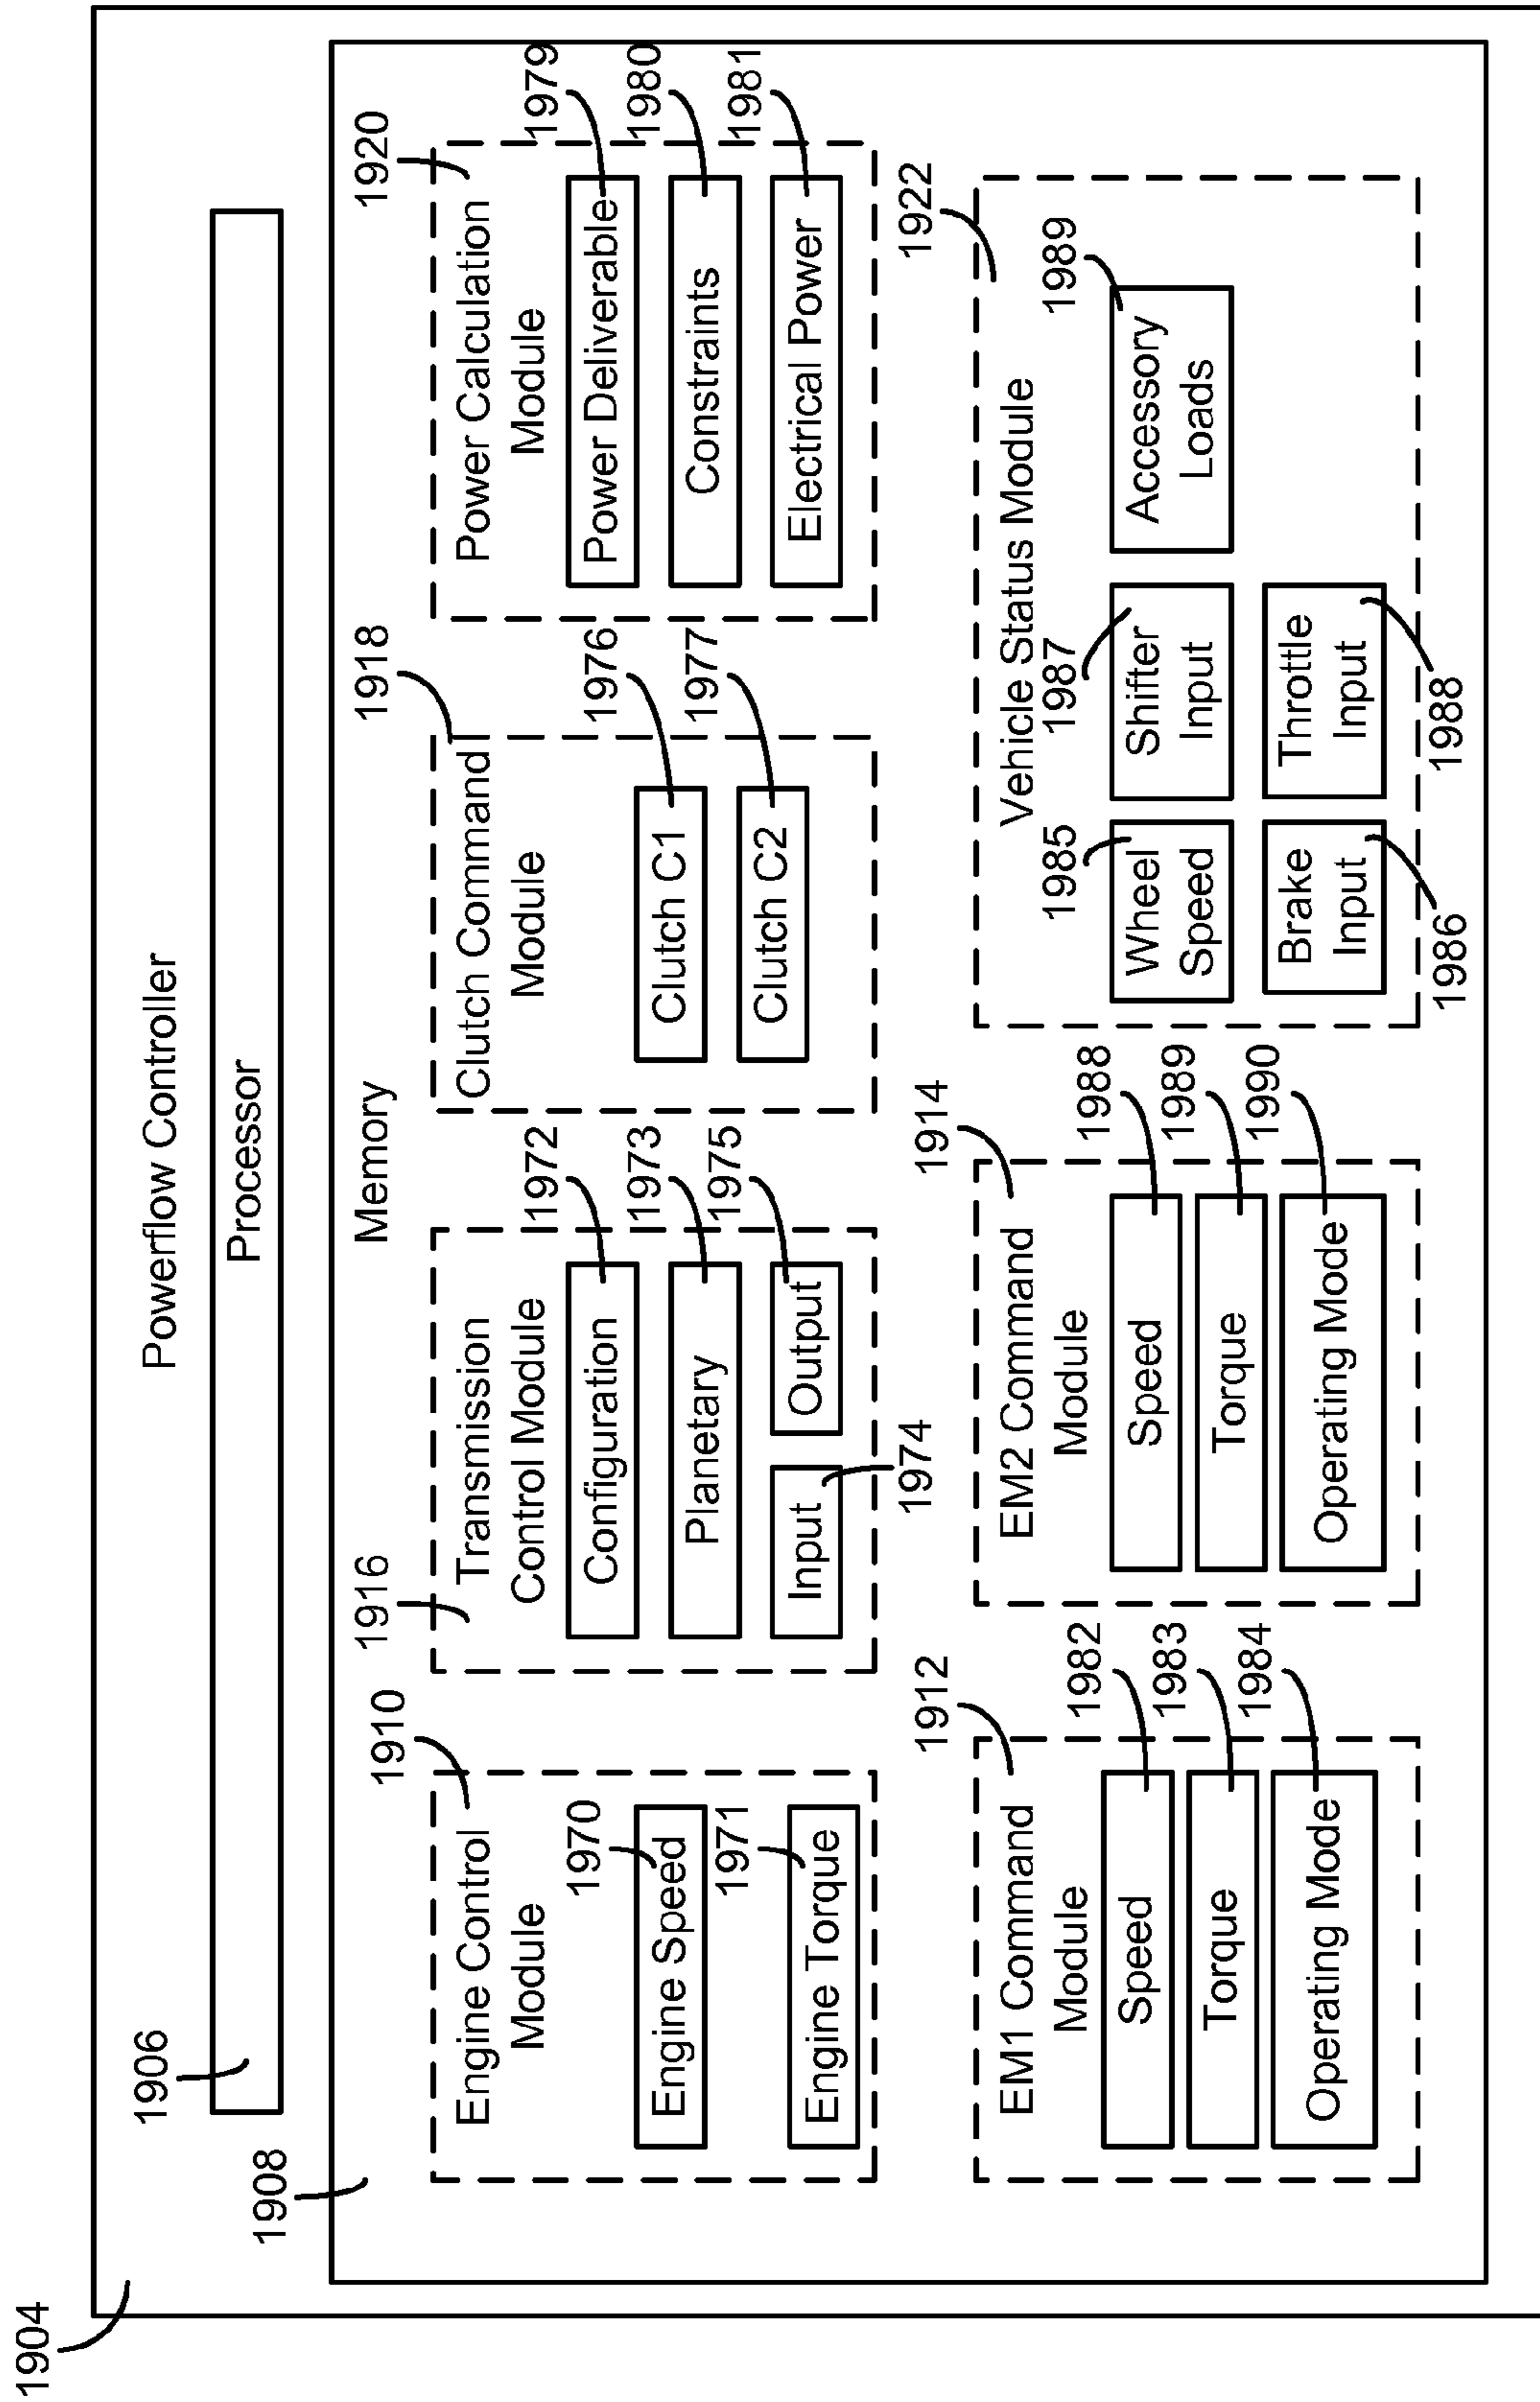 1904
Powerflow Controller
1906
Processor
1908
Memory
1910
Engine Control
Module
1970
Engine Speed
1971
Engine Torque
1916
Transmission
Control Module
1972
Configuration
1973
Planetary
1975
Input
Output
1974
1918
Clutch Command
Module
1976
Clutch C1
1977
Clutch C2
1920
Power Calculation
Module
1979
Power Deliverable
1980
Constraints
1981
Electrical Power
1912
EM1 Command
Module
1982
Speed
1983
Torque
1984
Operating Mode
1914
EM2 Command
Module
1988
Speed
1989
Torque
1990
Operating Mode
1922
Vehicle Status Module
1985
Wheel
Speed
1987
Shifter
Input
1989
Accessory
Loads
Brake
Input
1986
Throttle
Input
1988